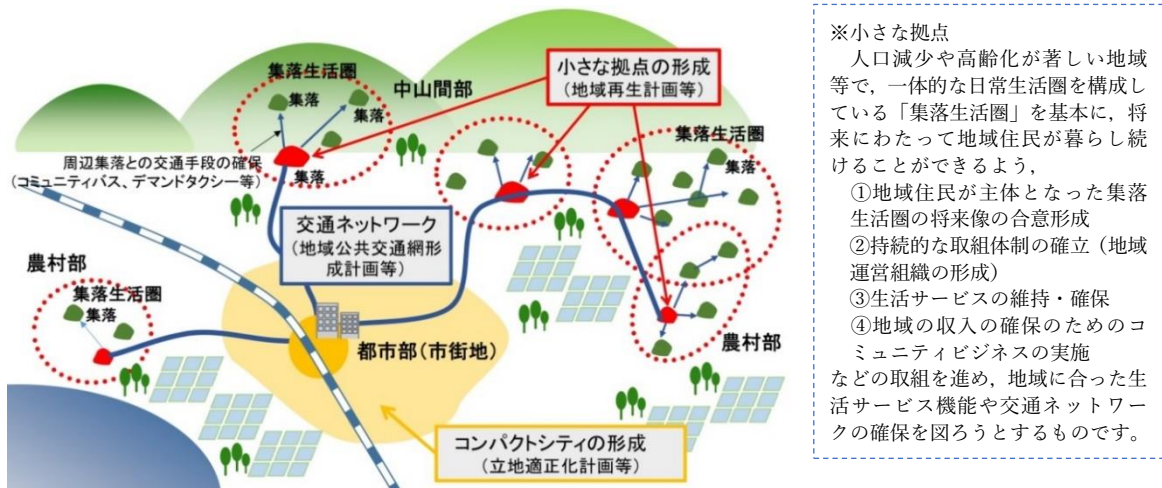 集落生活圏
集落
集落
中山間部
小さな拠点の形成
(地域再生計画等)
集落生活圏
集落
周辺集落との交通手段の確保
(コミュニティバス、デマンドタクシー等)
集落
交通ネットワーク
(地域公共交通網形
成計画等)
農村部
集落生活圏
集落
都市部(市街地)
農村部
コンパクトシティの形成
(立地適正化計画等)
※小さな拠点
人口減少や高齢化が著しい地域
等で，一体的な日常生活圏を構成し
ている「集落生活圏」を基本に，将
来にわたって地域住民が暮らし続
けることができるよう，
①地域住民が主体となった集落
生活圏の将来像の合意形成
②持続的な取組体制の確立（地域
運営組織の形成）
③生活サービスの維持・確保
④地域の収入の確保のためのコ
ミュニティビジネスの実施
などの取組を進め，地域に合った生
活サービス機能や交通ネットワー
クの確保を図ろうとするものです。